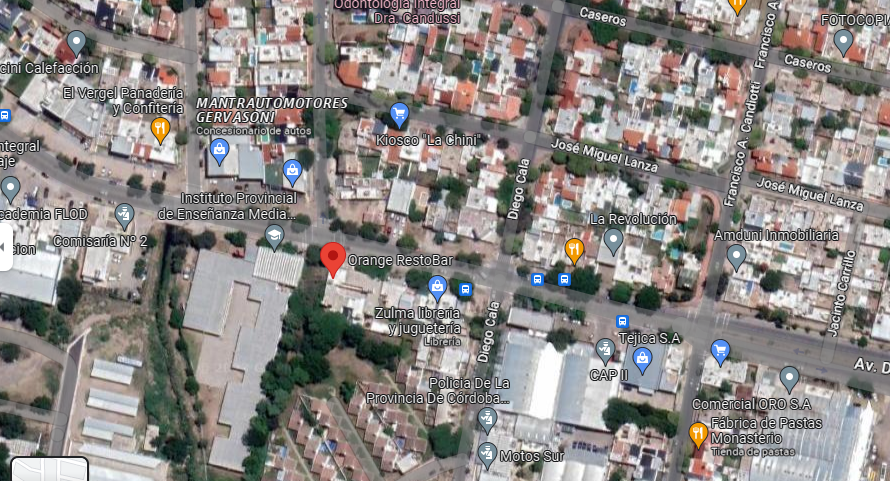 Odontología Integral
Dra. Candussi
Caseros
Francisco A.
FOTOCOPIA
Caseros
cini Calefacción
El Vergel Panadería
y Confitería
MANTRAUTOMOTORES
GERVASONI
Concesionario de autos
Kiosco "La Chini"
José Miguel Lanza
Francisco A. Candiotti
ntegral
aje
Instituto Provincial
de Enseñanza Media...
Diego Cala
José Miguel Lanza
cademia FLOD
Comisaría N° 2
cion
La Revolución
Amduni Inmobiliaria
Orange RestoBar
Jacinto Carrillo
Zulma libreria
y jugueteria
Librería
Diego Cala
Tejica S.A
CAP II
Av. D
Policia De La
Provincia De Córdoba...
Comercial ORO S.A
Fábrica de Pastas
Monasterio
Tienda de pastas
Motos Sur